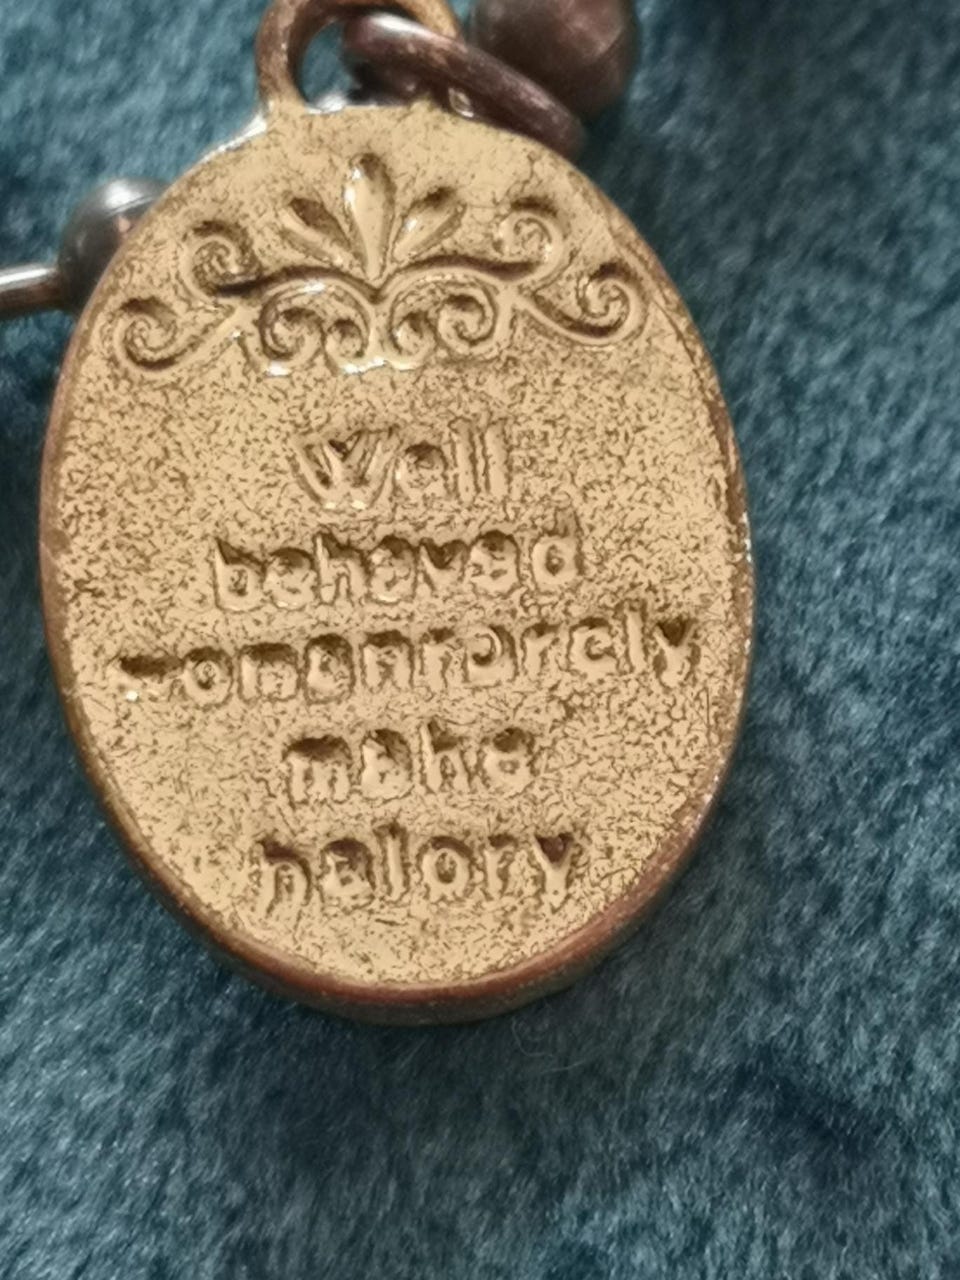 Well
behaved
women rarely
make
history